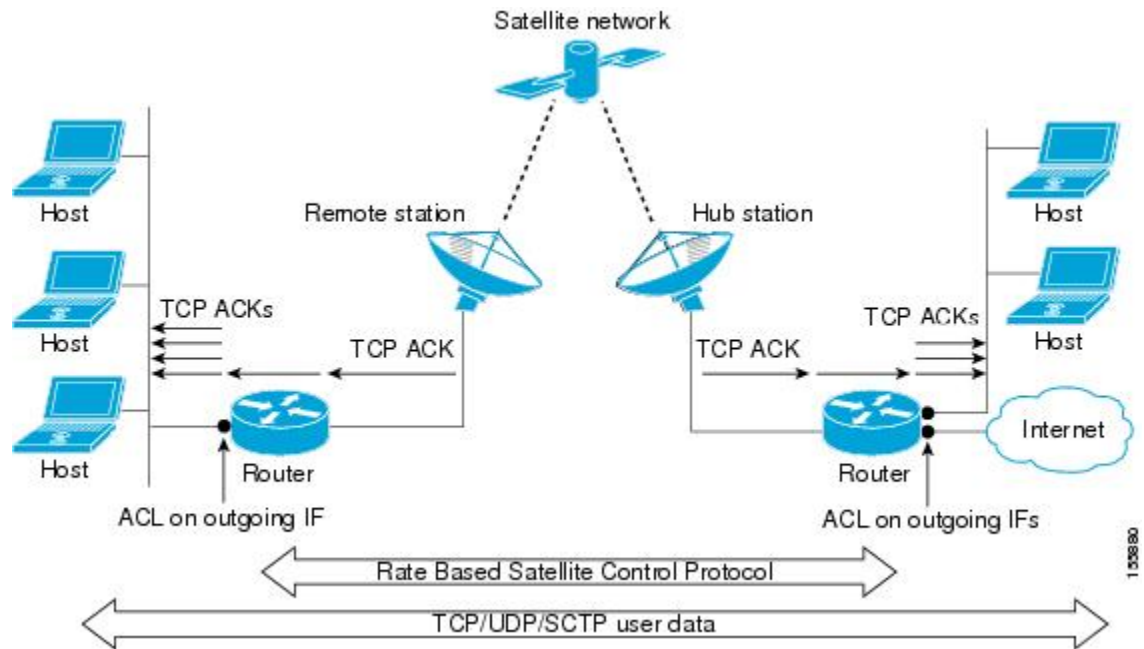 Satellite network
Host
Remote station
Hub station
Host
TCP ACKs
TCP ACKs
Host
TCP ACK
TCP ACK
Host
Internet
Host
Router
Router
ACL on outgoing IF
ACL on outgoing IFs
Rate Based Satellite Control Protocol
TCP/UDP/SCTP user data
155880